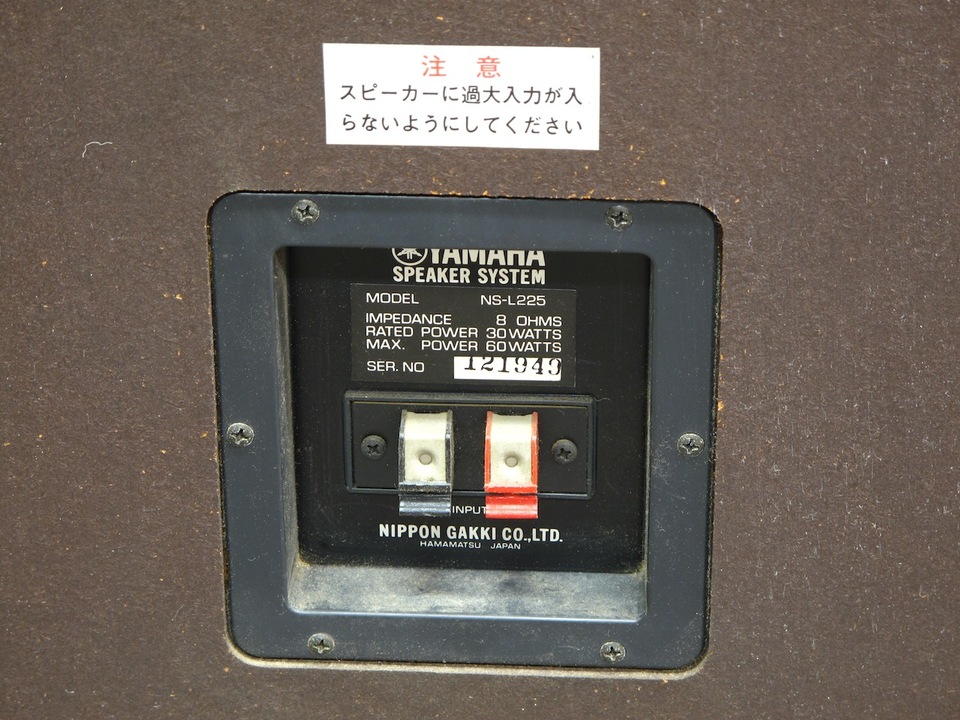 注 意
スピーカーに過大入力が入
らないようにしてください
YAMAHA
SPEAKER SYSTEM
MODEL NS-L225
IMPEDANCE 8 OHMS
RATED POWER 30 WATTS
MAX. POWER 60 WATTS
SER. NO 121943
INPUT
NIPPON GAKKI CO.,LTD.
HAMAMATSU JAPAN